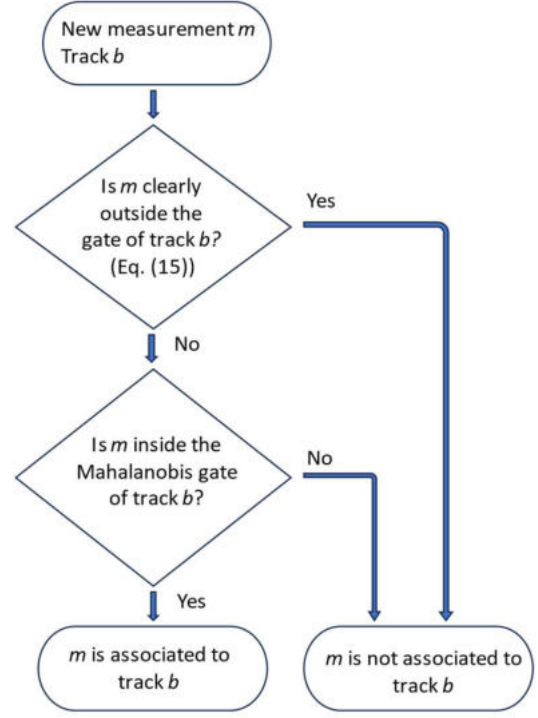 New measurement m
Track b
Is m clearly
outside the
gate of track b?
(Eq. (15))
Yes
No
Is m inside the
Mahalanobis gate
of track b?
No
Yes
m is associated to
track b
m is not associated to
track b